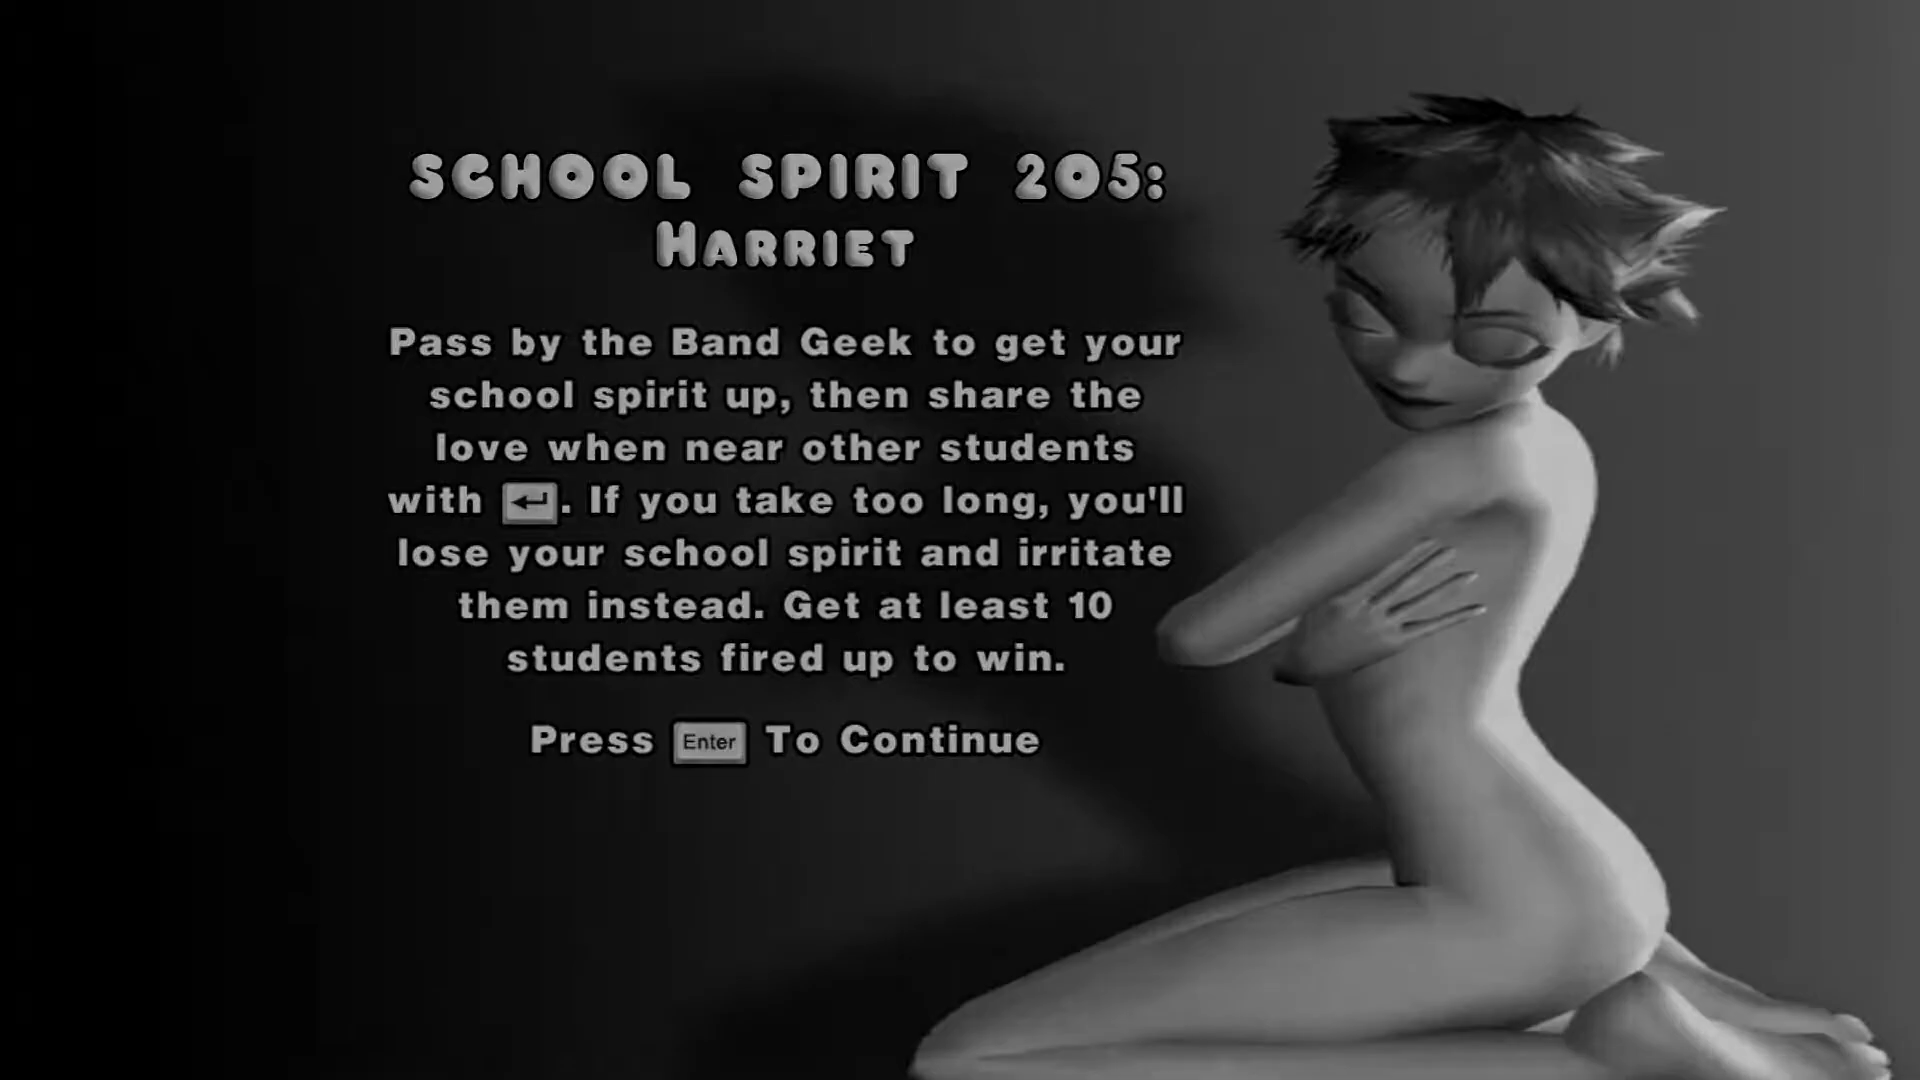 SCHOOL SPIRIT 205:
HARRIET
Pass by the Band Geek to get your
school spirit up, then share the
love when near other students
with ↵. If you take too long, you'll
lose your school spirit and irritate
them instead. Get at least 10
students fired up to win.
Press Enter To Continue